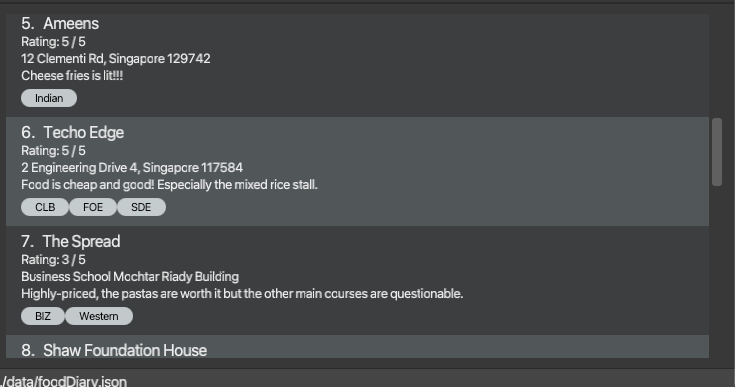 5. Ameens
Rating: 5 / 5
12 Clementi Rd, Singapore 129742
Cheese fries is lit!!!
Indian
6. Techo Edge
Rating: 5 / 5
2 Engineering Drive 4, Singapore 117584
Food is cheap and good! Especially the mixed rice stall.
CLB FOE SDE
7. The Spread
Rating: 3 / 5
Business School Mochtar Riady Building
Highly-priced, the pastas are worth it but the other main courses are questionable.
BIZ Western
8. Shaw Foundation House
./data/foodDiary.json